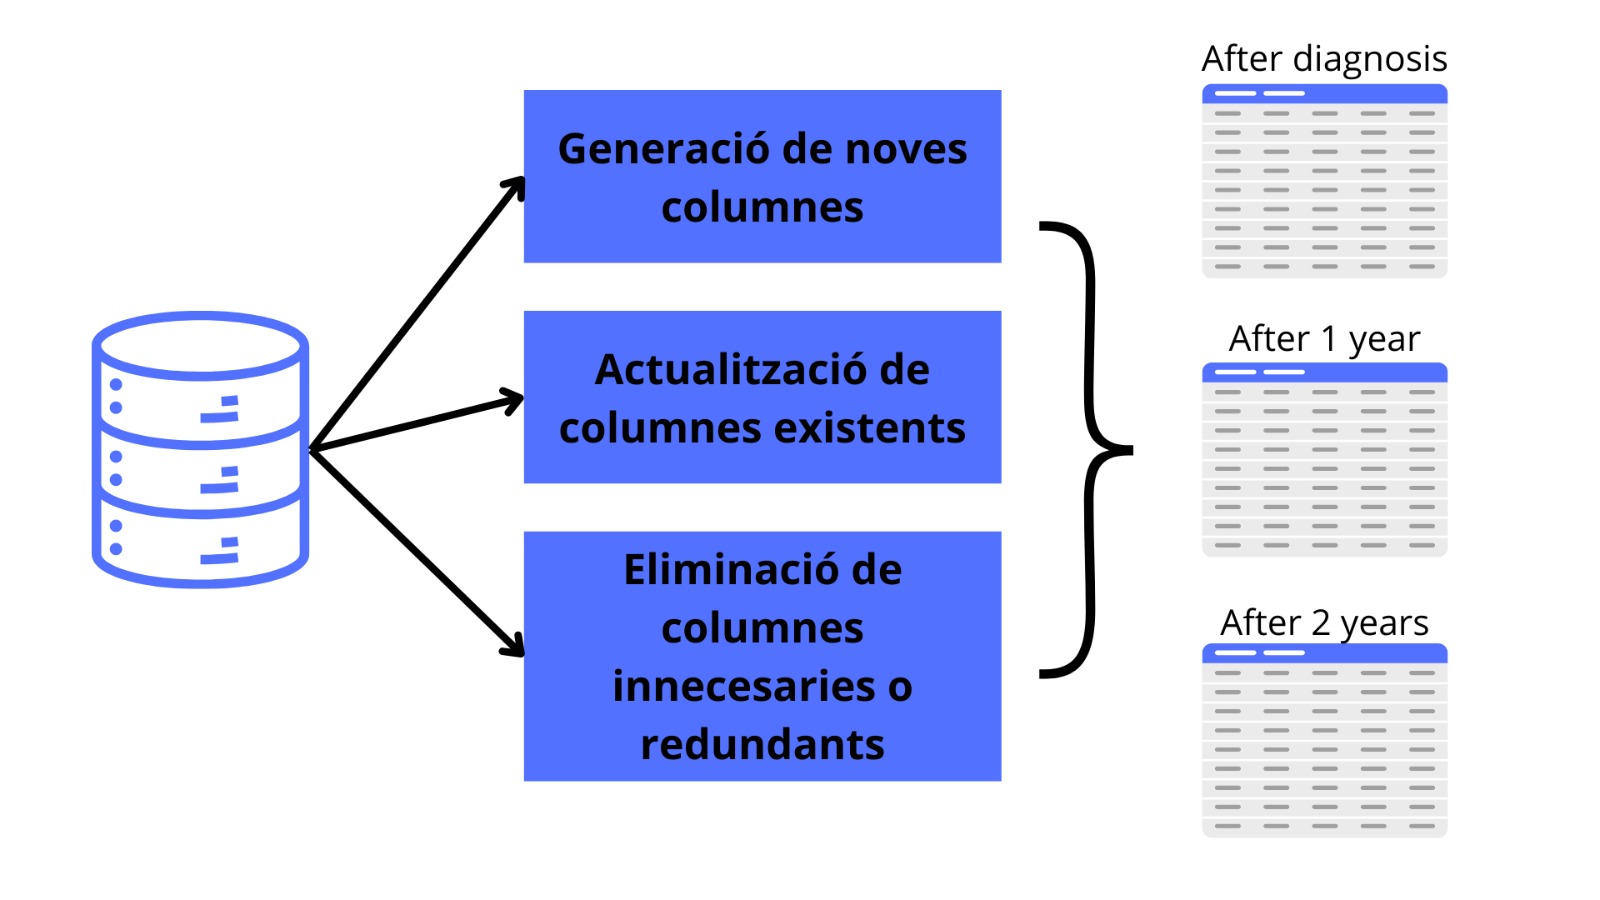 Generació de noves
columnes
Actualització de
columnes existents
Eliminació de
columnes
innecesaries o
redundants
After diagnosis
After 1 year
After 2 years